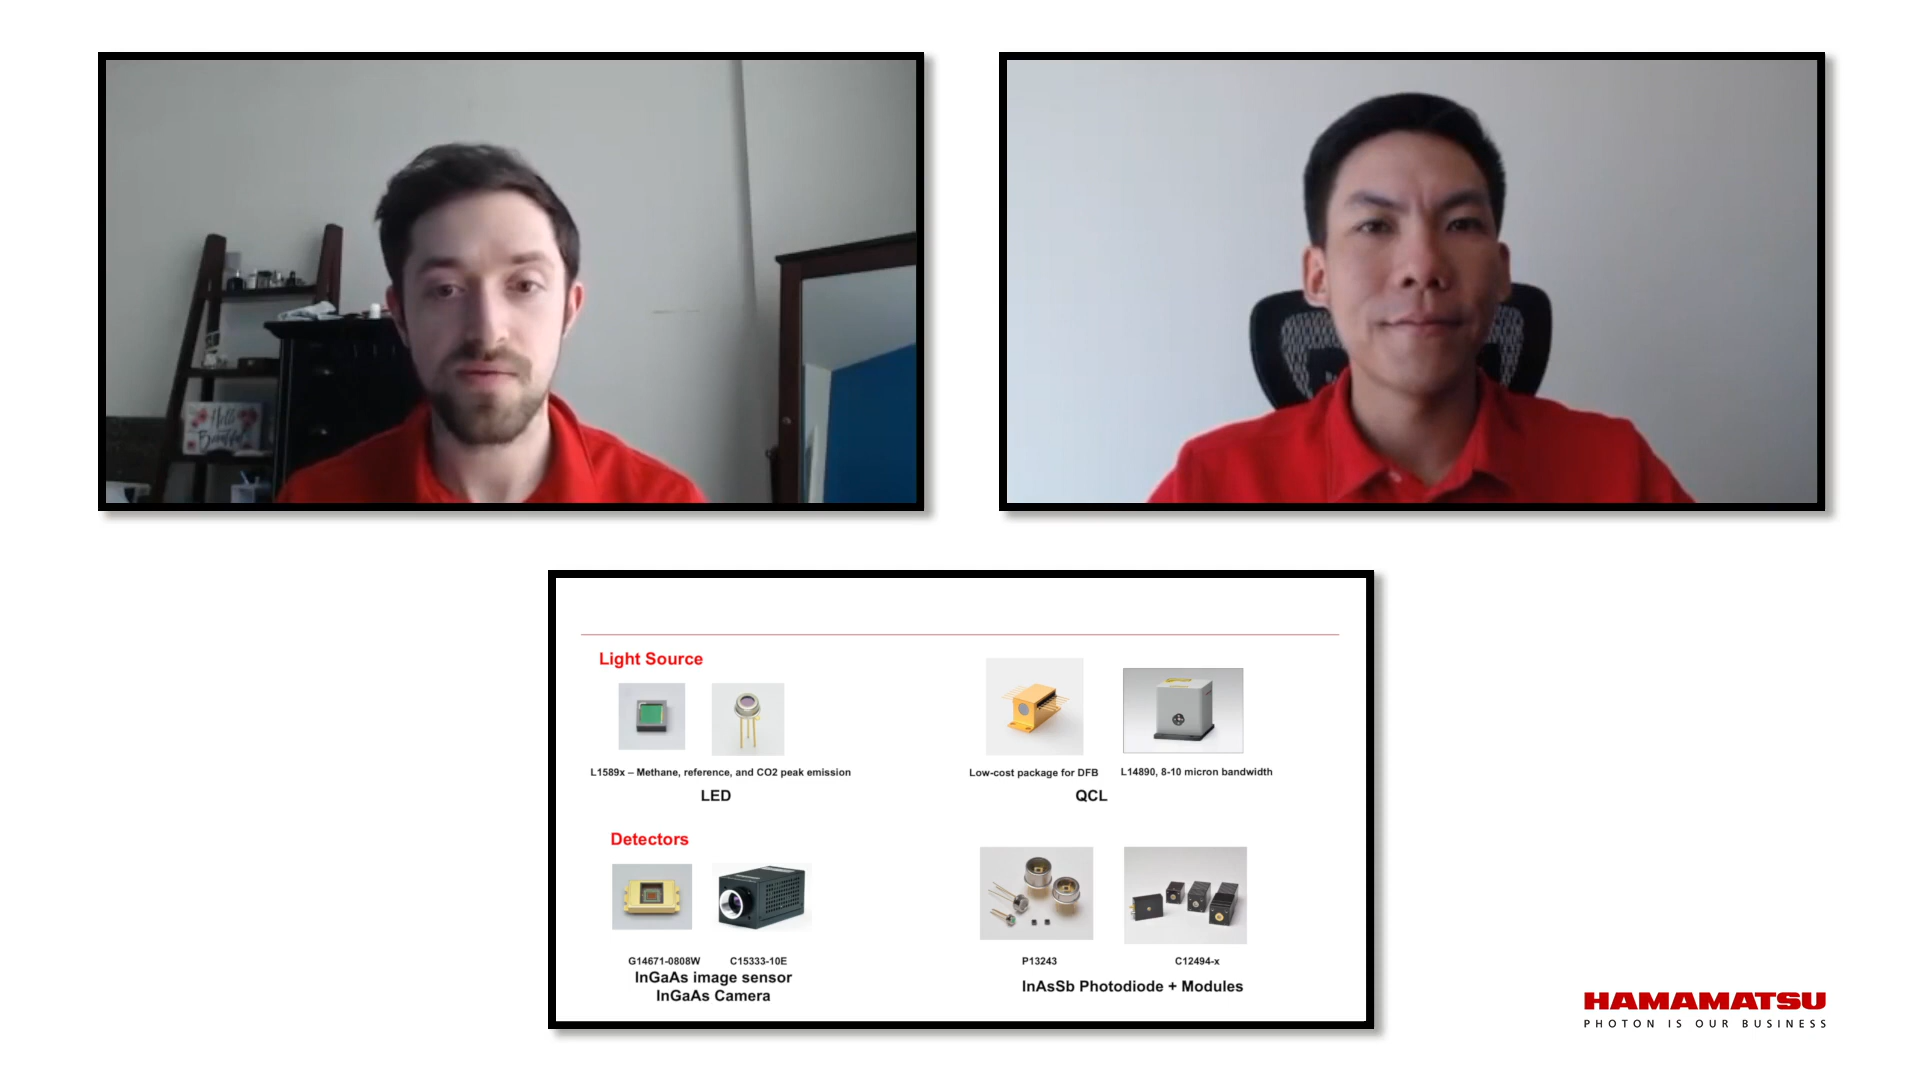 Hello
Beautiful
Light Source
L1589x – Methane, reference, and CO2 peak emission
LED
Low-cost package for DFB
L14890, 8-10 micron bandwidth
QCL
Detectors
G14671-0808W
C15333-10E
InGaAs image sensor
InGaAs Camera
P13243
C12494-x
InAsSb Photodiode + Modules
HAMAMATSU
PHOTON IS OUR BUSINESS